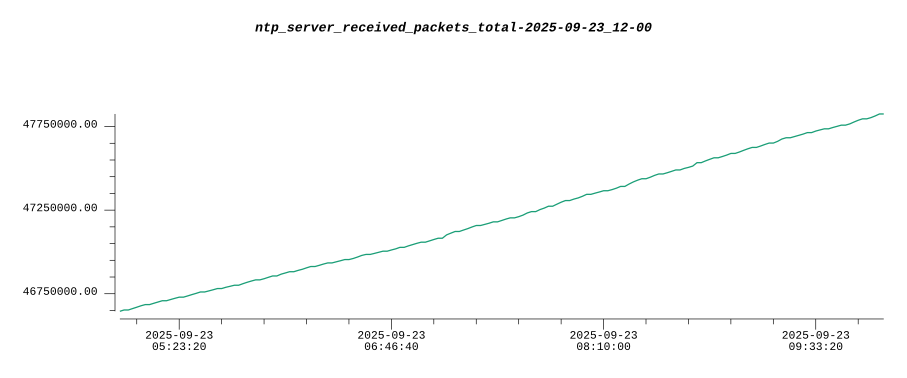 ntp_server_received_packets_total-2025-09-23_12-00
47750000.00
47250000.00
46750000.00
2025-09-23 2025-09-23 2025-09-23 2025-09-23
05:23:20 06:46:40 08:10:00 09:33:20